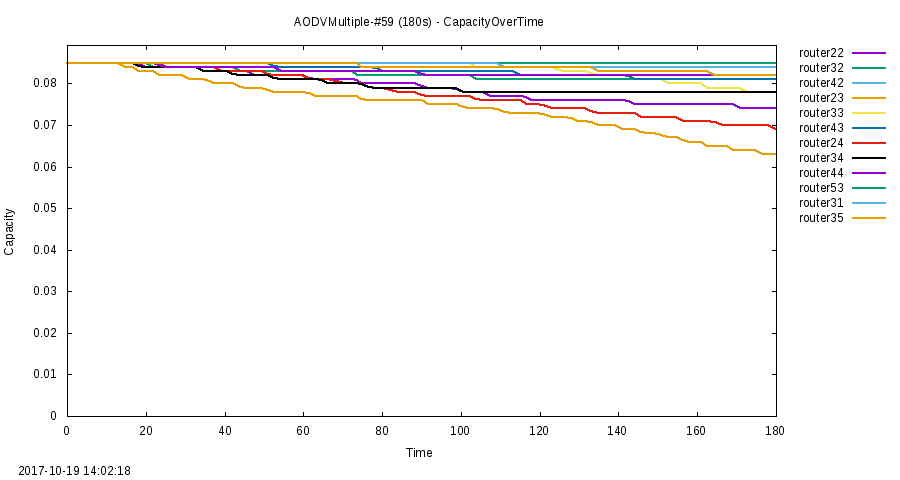 AODVMultiple-#59 (180s) - CapacityOverTime
router22
router32
router42
router23
router33
router43
router24
router34
router44
router53
router31
router35
0.08
0.07
0.06
0.05
0.04
0.03
0.02
0.01
0
Capacity
0 20 40 60 80 100 120 140 160 180
Time
2017-10-19 14:02:18